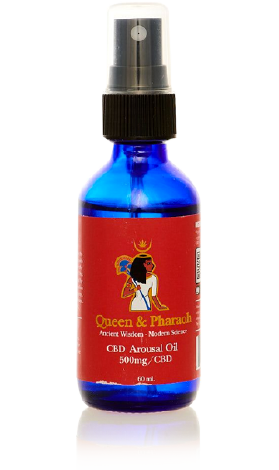 Queen & Pharaoh
Ancient Wisdom - Modern Science
CBD Arousal Oil
500mg/CBD
60 mL